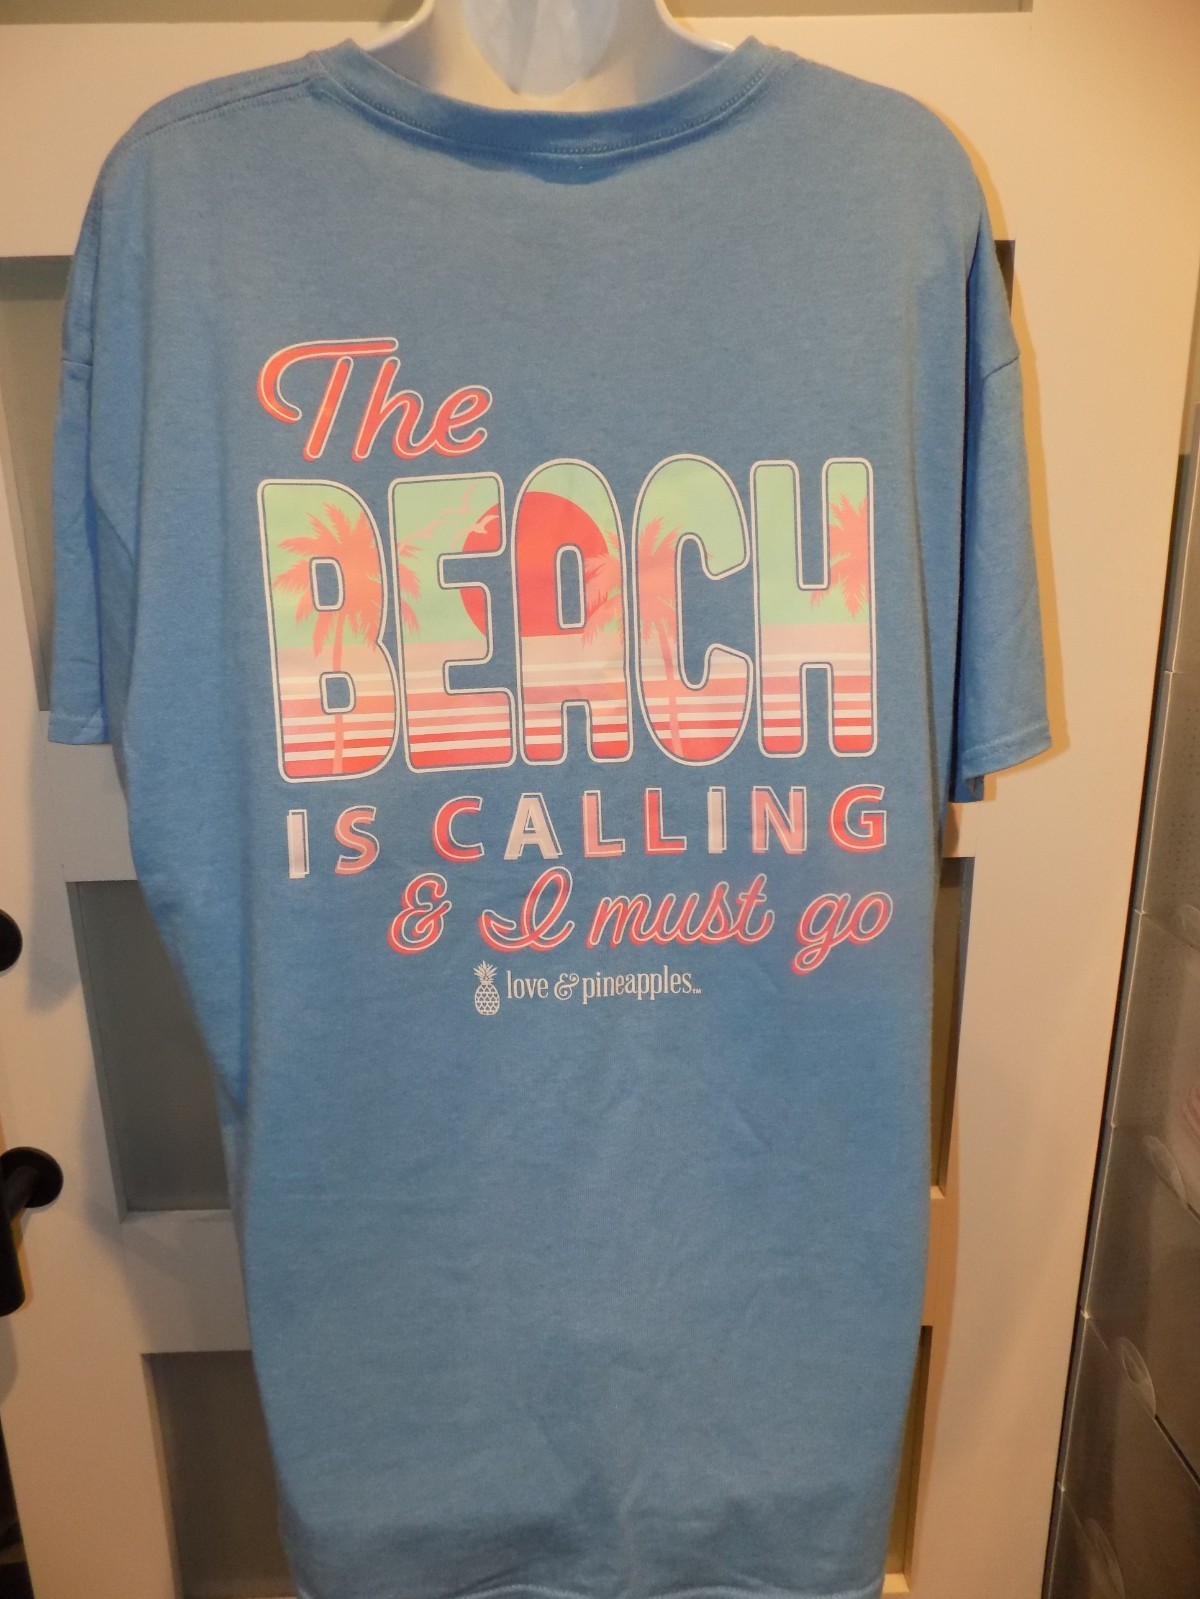 The
BEACH
IS CALLING
& I must go
love & pineapples™